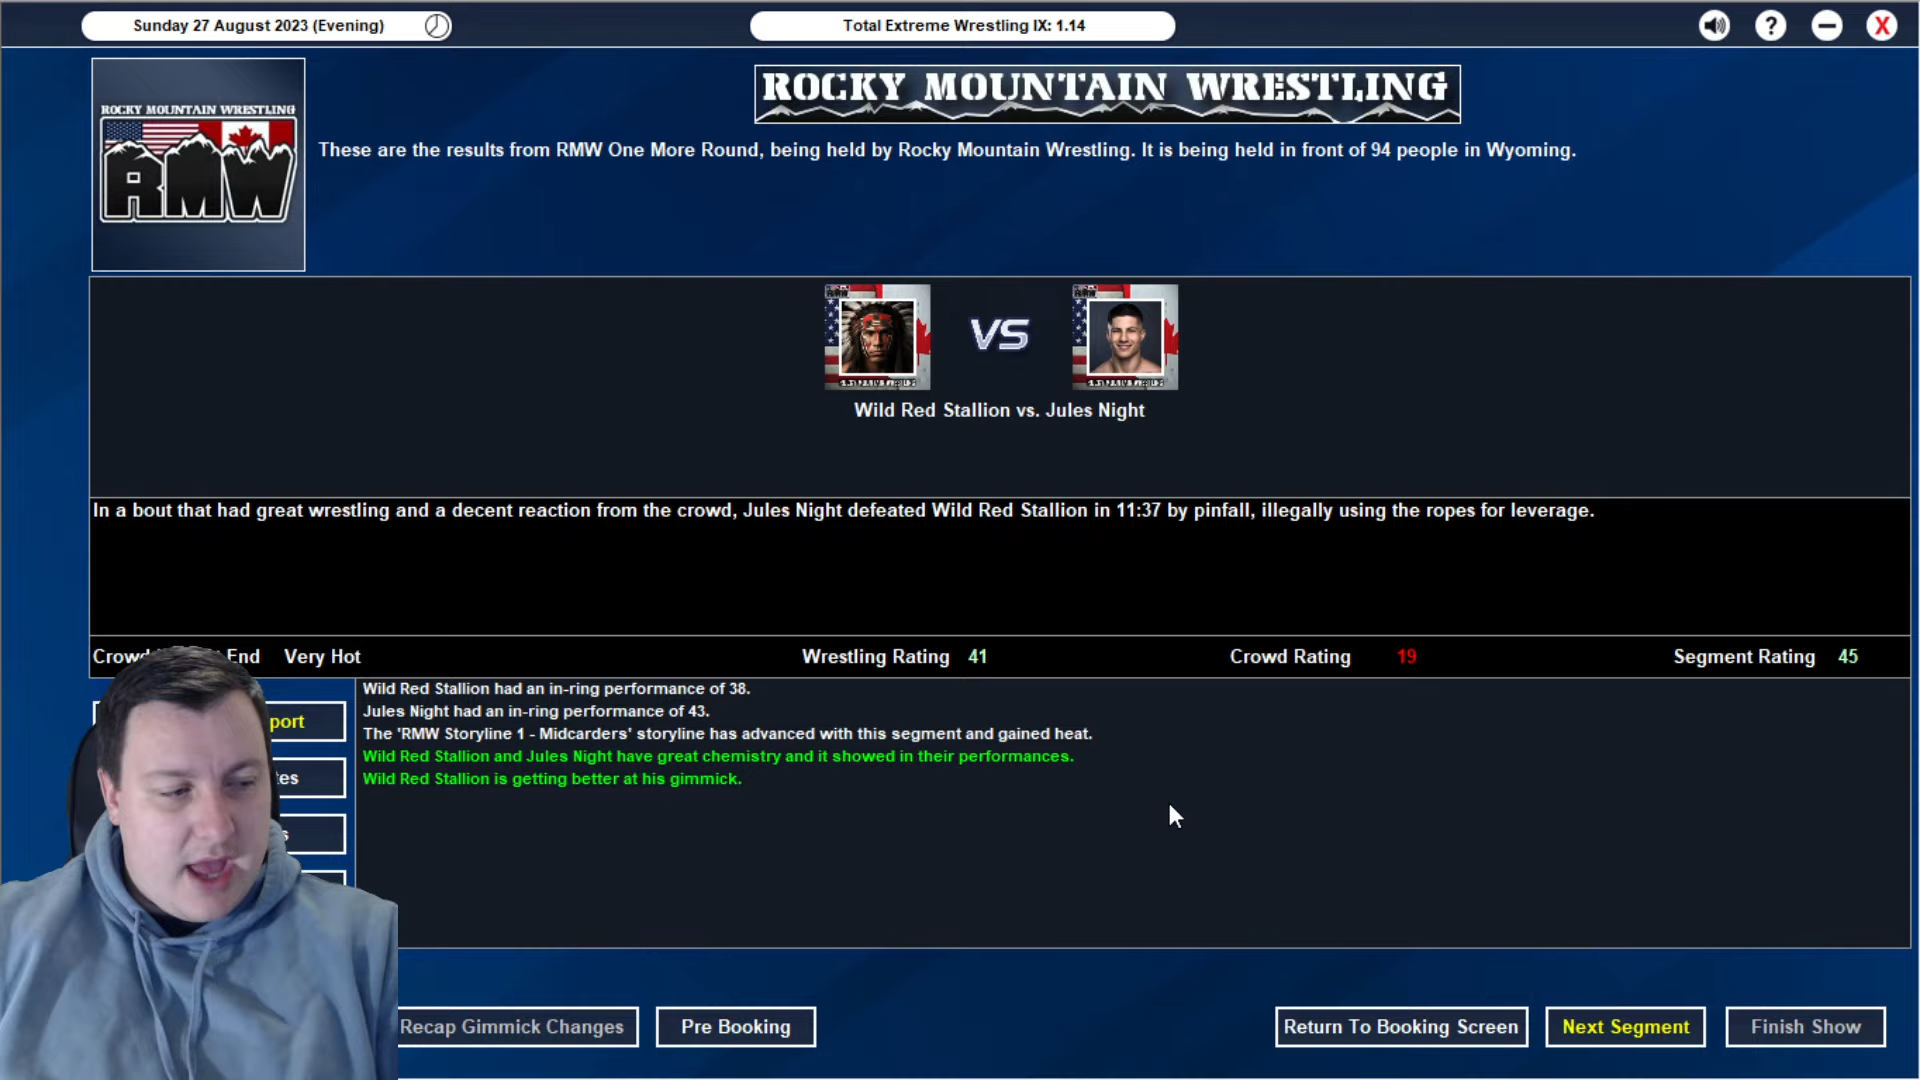 Sunday 27 August 2023 (Evening)
Total Extreme Wrestling IX: 1.14
?
X
ROCKY MOUNTAIN WRESTLING
RMW
ROCKY MOUNTAIN WRESTLING
These are the results from RMW One More Round, being held by Rocky Mountain Wrestling. It is being held in front of 94 people in Wyoming.
RMW
VS
RMW
Wild Red Stallion vs. Jules Night
In a bout that had great wrestling and a decent reaction from the crowd, Jules Night defeated Wild Red Stallion in 11:37 by pinfall, illegally using the ropes for leverage.
End Very Hot
Wrestling Rating 41
Crowd Rating 19
Segment Rating 45
Wild Red Stallion had an in-ring performance of 38.
Jules Night had an in-ring performance of 43.
The 'RMW Storyline 1 - Midcarders' storyline has advanced with this segment and gained heat.
Wild Red Stallion and Jules Night have great chemistry and it showed in their performances.
Wild Red Stallion is getting better at his gimmick.
Recap Gimmick Changes
Pre Booking
Return To Booking Screen
Next Segment
Finish Show